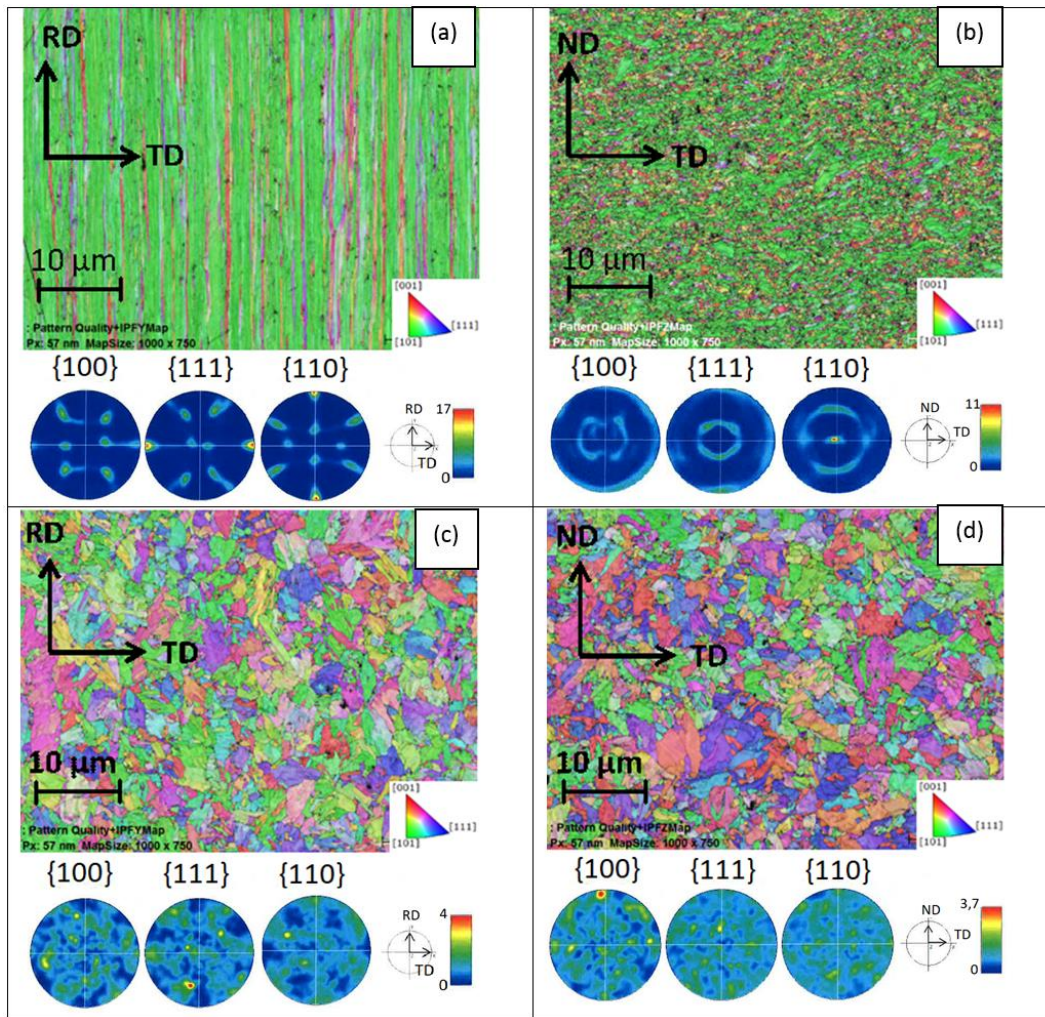 (a)
RD
TD
10 µm
[001]
[111]
[101]
: Pattern Quality+IPFYMap
Px: 57 nm MapSize: 1000 x 750
{100} {111} {110}
17
RD
TD
0
(b)
ND
TD
10 µm
[001]
[111]
[101]
: Pattern Quality+IPFZMap
Px: 57 nm MapSize: 1000 x 750
{100} {111} {110}
11
ND
TD
0
(c)
RD
TD
10 µm
[001]
[111]
[101]
: Pattern Quality+IPFYMap
Px: 57 nm MapSize: 1000 x 750
{100} {111} {110}
4
RD
TD
0
(d)
ND
TD
10 µm
[001]
[111]
[101]
: Pattern Quality+IPFZMap
Px: 57 nm MapSize: 1000 x 750
{100} {111} {110}
3,7
ND
TD
0